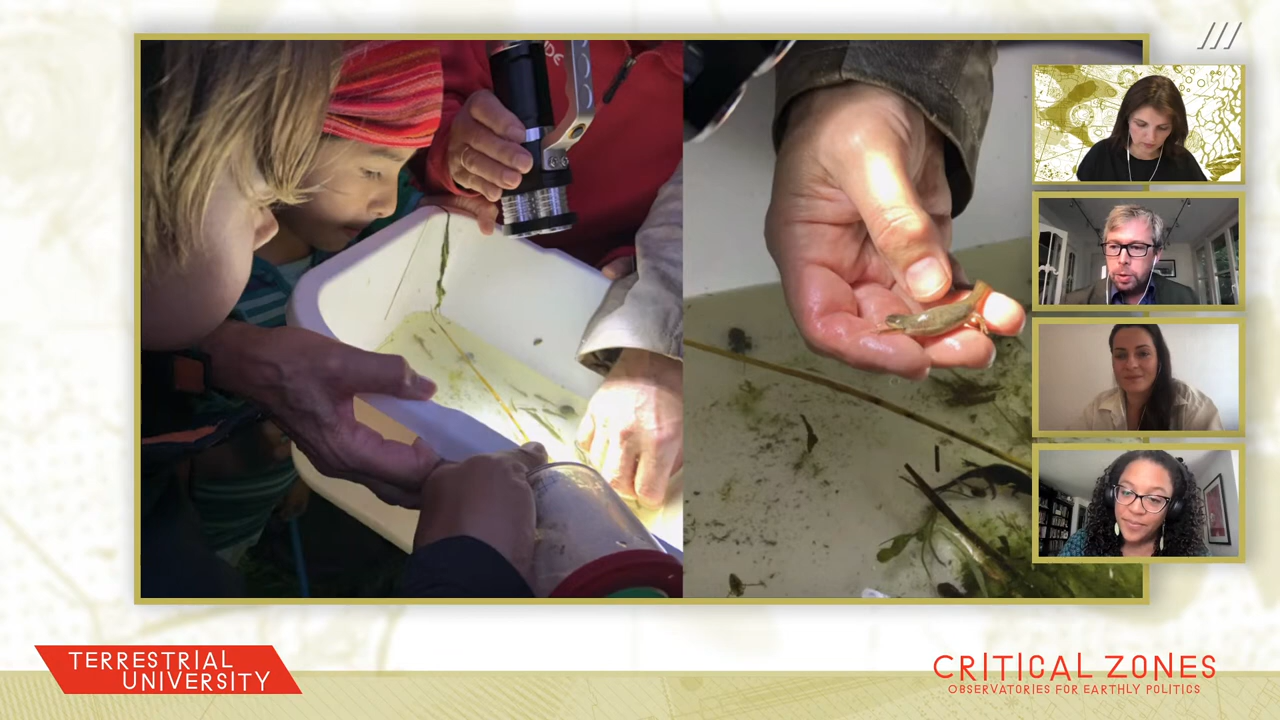 ///
TERRESTRIAL
UNIVERSITY
CRITICAL ZONES
OBSERVATORIES FOR EARTHLY POLITICS